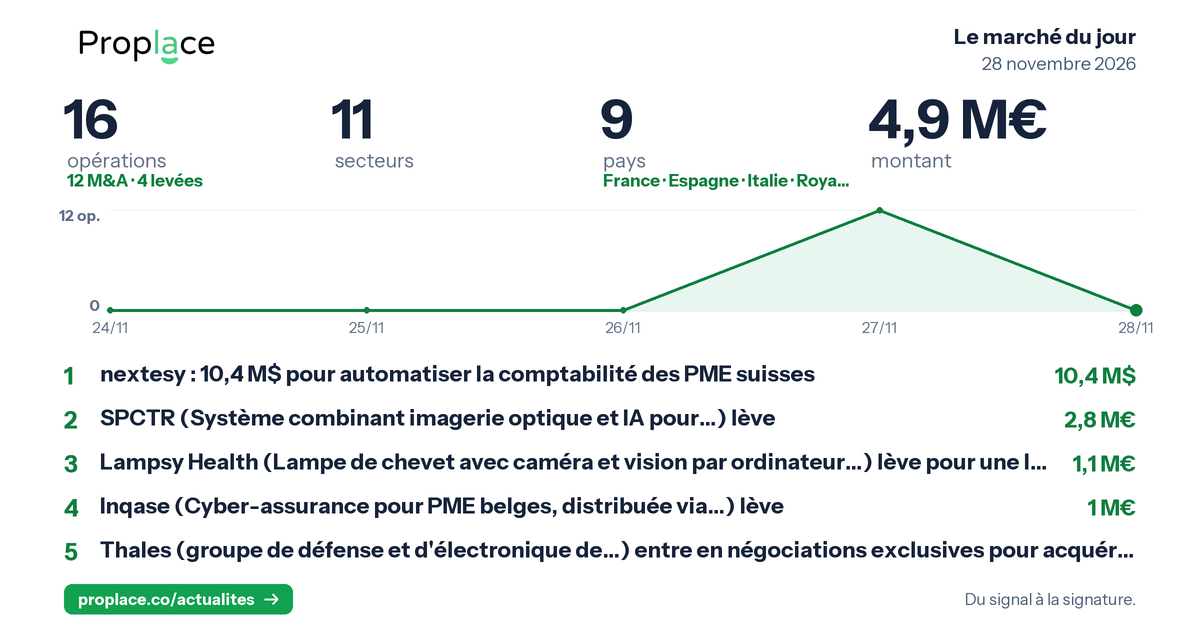 Proplace
Le marché du jour
28 novembre 2026
16
11
9
4,9 M€
opérations
secteurs
pays
montant
12 M&A · 4 levées
France · Espagne · Italie · Roya…
12 op.
0
24/11
25/11
26/11
27/11
28/11
1 nextesy : 10,4 M$ pour automatiser la comptabilité des PME suisses 10,4 M$
2 SPCTR (Système combinant imagerie optique et IA pour…) lève 2,8 M€
3 Lampsy Health (Lampe de chevet avec caméra et vision par ordinateur…) lève pour une l… 1,1 M€
4 Inqase (Cyber-assurance pour PME belges, distribuée via…) lève 1 M€
5 Thales (groupe de défense et d'électronique de…) entre en négociations exclusives pour acquér…
proplace.co/actualites →
Du signal à la signature.